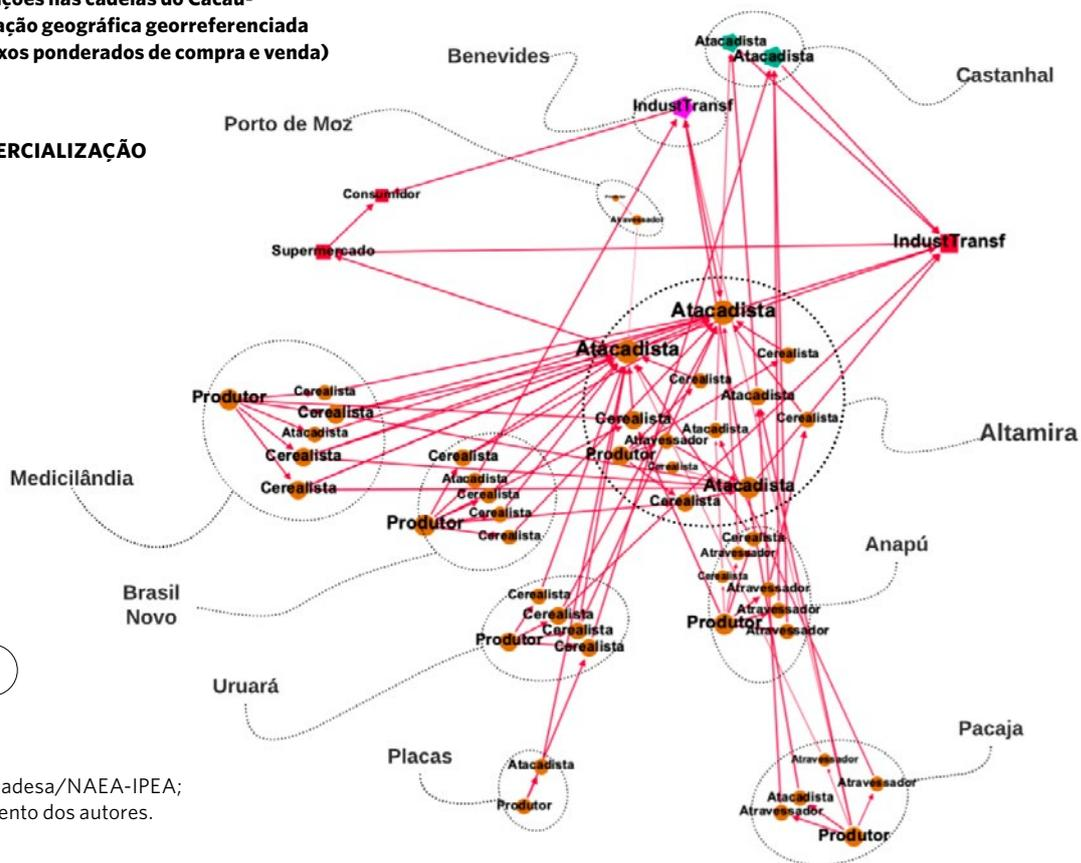 ções nas cadeias do Cacau-
ação geográfica georreferenciada
xos ponderados de compra e venda)
ERCIALIZAÇÃO
Benevides
Atacadista
Atacadista
Castanhal
IndustTransf
Porto de Moz
Consumidor
Produtor
Atravessador
Supermercado
IndustTransf
Atacadista
Atacadista
Cerealista
Cerealista
Atacadista
Cerealista
Cerealista
Atacadista
Atravessador
Produtor
Cerealista
Atacadista
Cerealista
Altamira
Produtor
Cerealista
Cerealista
Atacadista
Cerealista
Cerealista
Medicilândia
Cerealista
Atacadista
Cerealista
Cerealista
Produtor
Cerealista
Brasil
Novo
Cerealista
Atravessador
Cerealista
Atravessador
Atravessador
Produtor
Atravessador
Anapú
Cerealista
Cerealista
Cerealista
Produtor
Cerealista
Uruará
Placas
Atacadista
Produtor
Pacaja
Atravessador
Atravessador
Atacadista
Atravessador
Produtor
adesa/NAEA-IPEA;
ento dos autores.